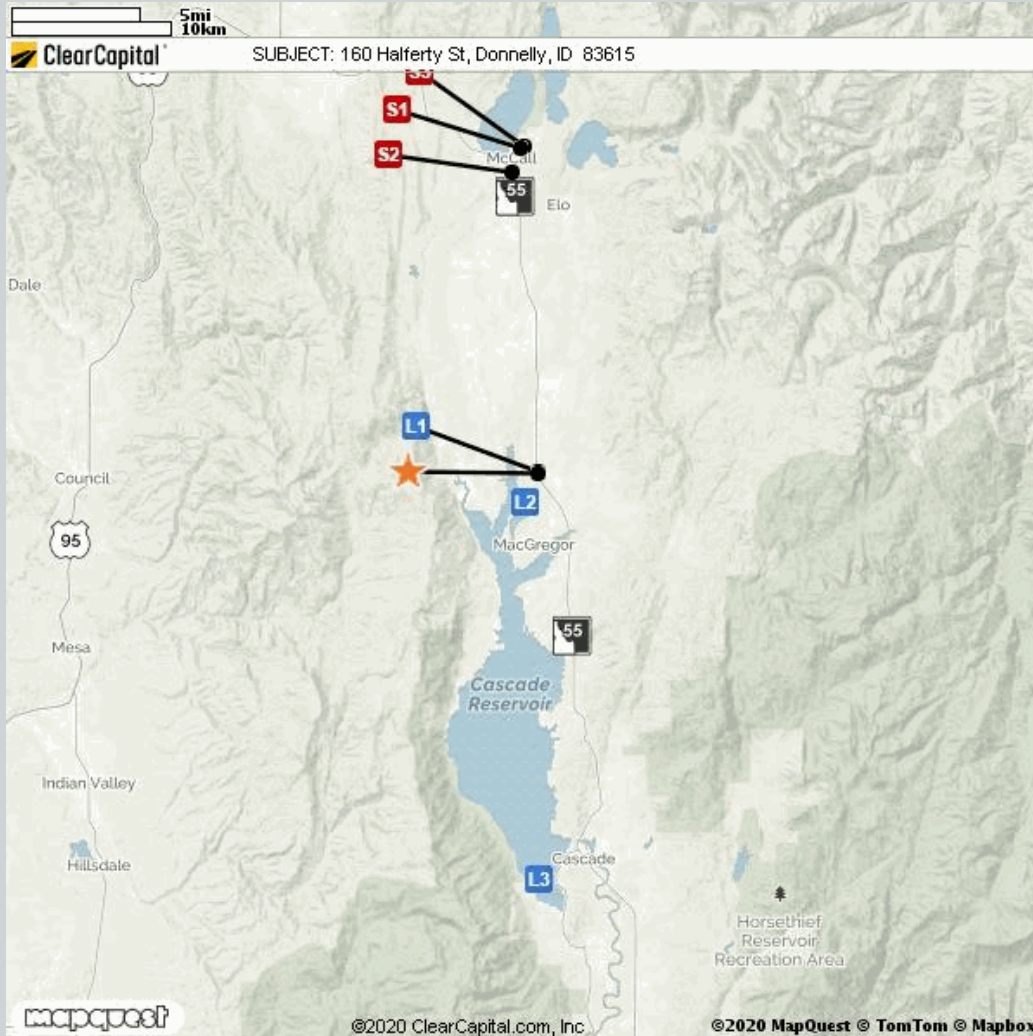 5mi
10km
ClearCapital
SUBJECT: 160 Halferty St, Donnelly, ID 83615
S3
S1
S2
McCall
55
Elo
Dale
L1
Council
L2
95
MacGregor
55
Mesa
Cascade
Reservoir
Indian Valley
Hillsdale
Cascade
L3
Horsethief
Reservoir
Recreation Area
mapquest
©2020 ClearCapital.com, Inc
©2020 MapQuest © TomTom © Mapbox